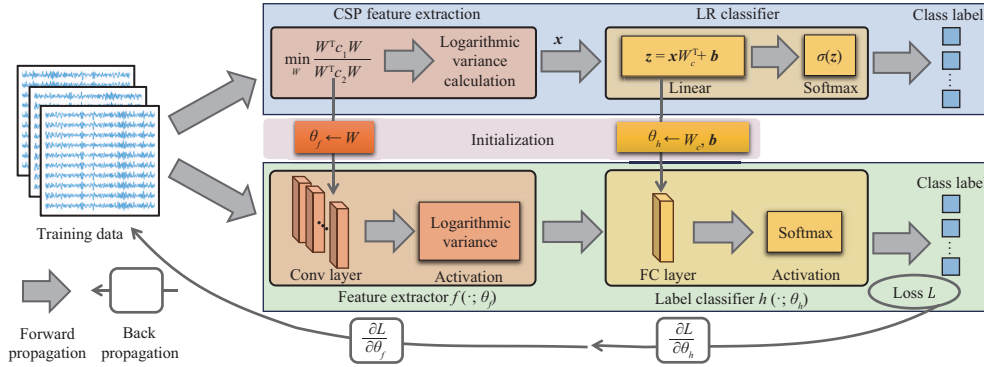 CSP feature extraction
LR classifier
Class label
min W W^T c_1 W / W^T c_2 W
Logarithmic
variance
calculation
x
z = xW_c^T + b
Linear
σ(z)
Softmax
θ_f ← W
Initialization
θ_h ← W_c, b
Training data
Conv layer
Logarithmic
variance
Activation
Feature extractor f (·; θ_f)
FC layer
Softmax
Activation
Label classifier h (·; θ_h)
Class label
Loss L
Forward
propagation
Back
propagation
∂L
∂θ_f
∂L
∂θ_h